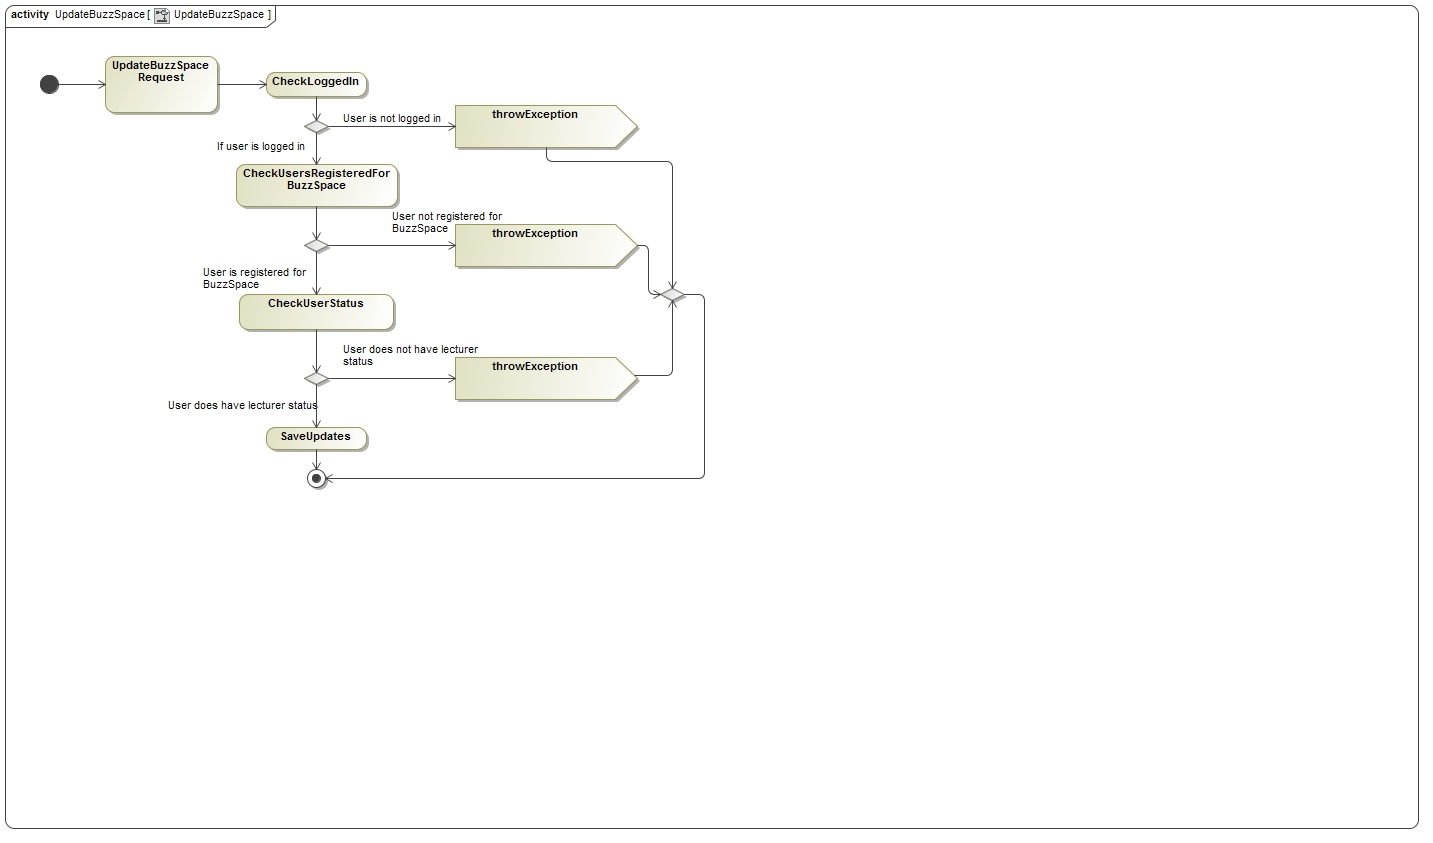 activity UpdateBuzzSpace [ UpdateBuzzSpace ]
UpdateBuzzSpace
Request
CheckLoggedIn
User is not logged in
throwException
If user is logged in
CheckUsersRegisteredFor
BuzzSpace
User not registered for
BuzzSpace
throwException
User is registered for
BuzzSpace
CheckUserStatus
User does not have lecturer
status
throwException
User does have lecturer status
SaveUpdates